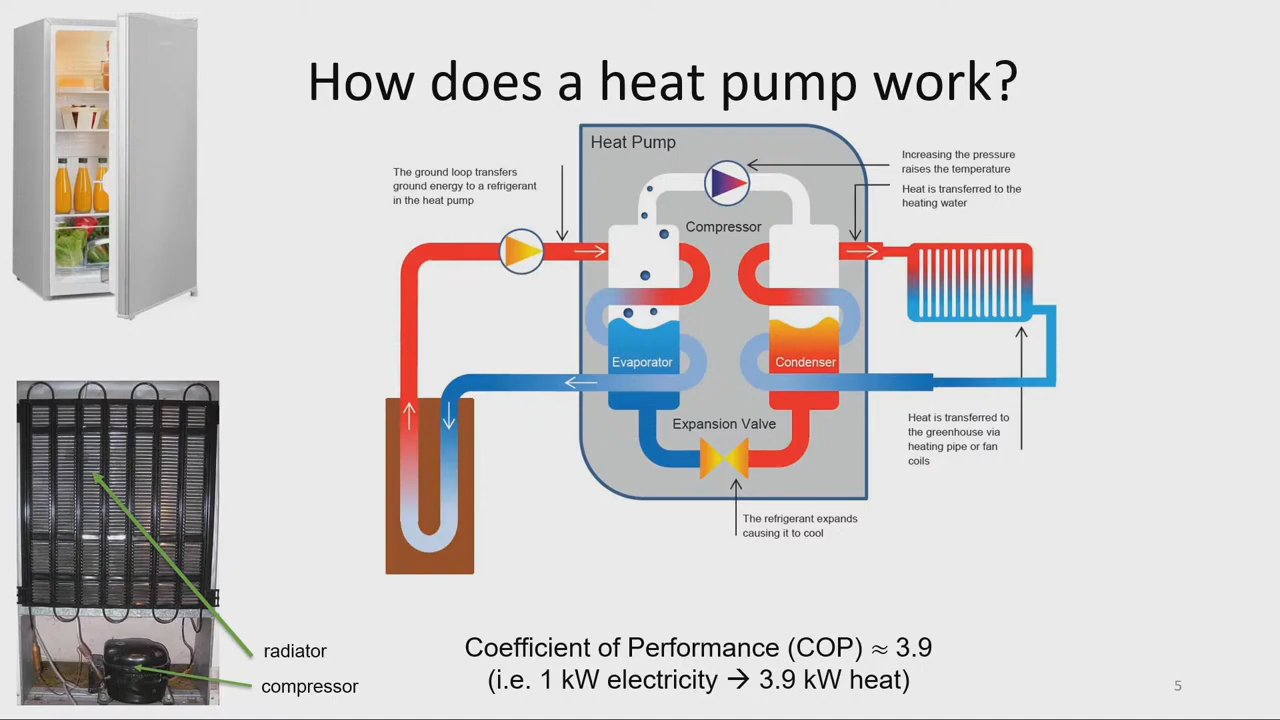 How does a heat pump work?
Heat Pump
The ground loop transfers
ground energy to a refrigerant
in the heat pump
Increasing the pressure
raises the temperature
Heat is transferred to the
heating water
Compressor
Evaporator
Condenser
Expansion Valve
Heat is transferred to
the greenhouse via
heating pipe or fan
coils
The refrigerant expands
causing it to cool
radiator
compressor
Coefficient of Performance (COP) ≈ 3.9
(i.e. 1 kW electricity → 3.9 kW heat)
5